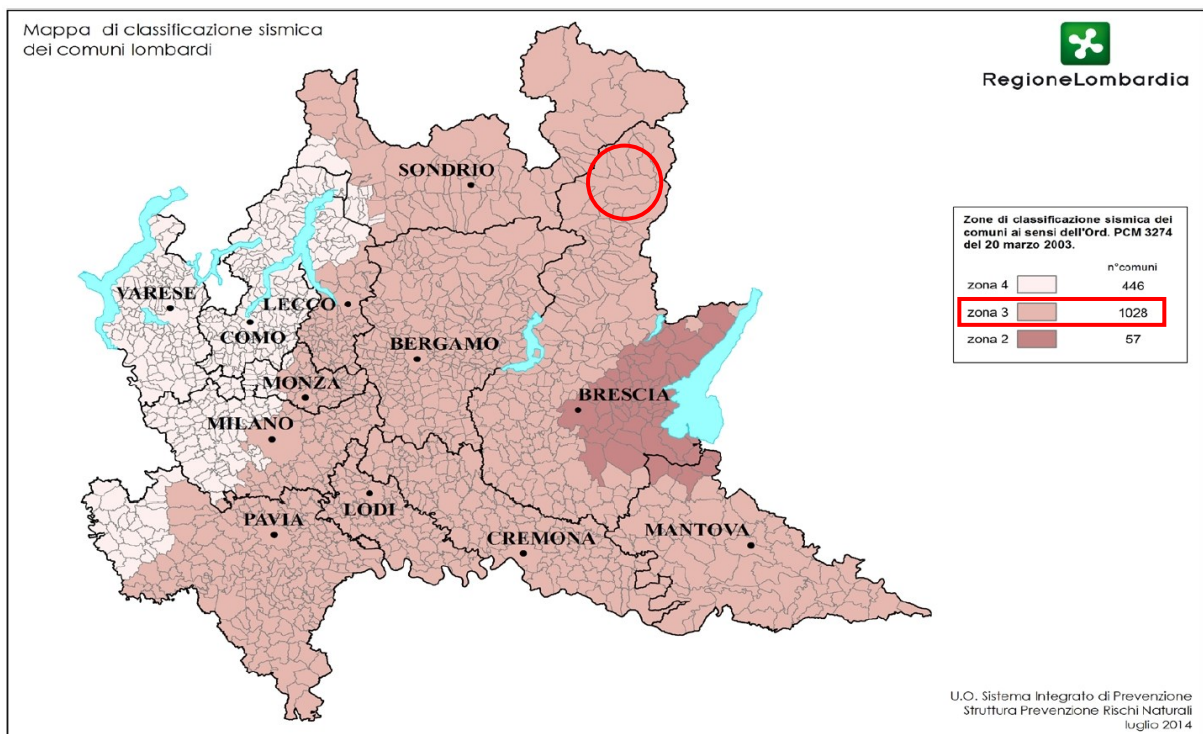 Mappa di classificazione sismica
dei comuni lombardi
RegioneLombardia
SONDRIO
VARESE
LECCO
COMO
BERGAMO
MONZA
BRESCIA
MILANO
PAVIA
LODI
CREMONA
MANTOVA
Zone di classificazione sismica dei
comuni ai sensi dell'Ord. PCM 3274
del 20 marzo 2003.
n°comuni
zona 4 446
zona 3 1028
zona 2 57
U.O. Sistema Integrato di Prevenzione
Struttura Prevenzione Rischi Naturali
luglio 2014